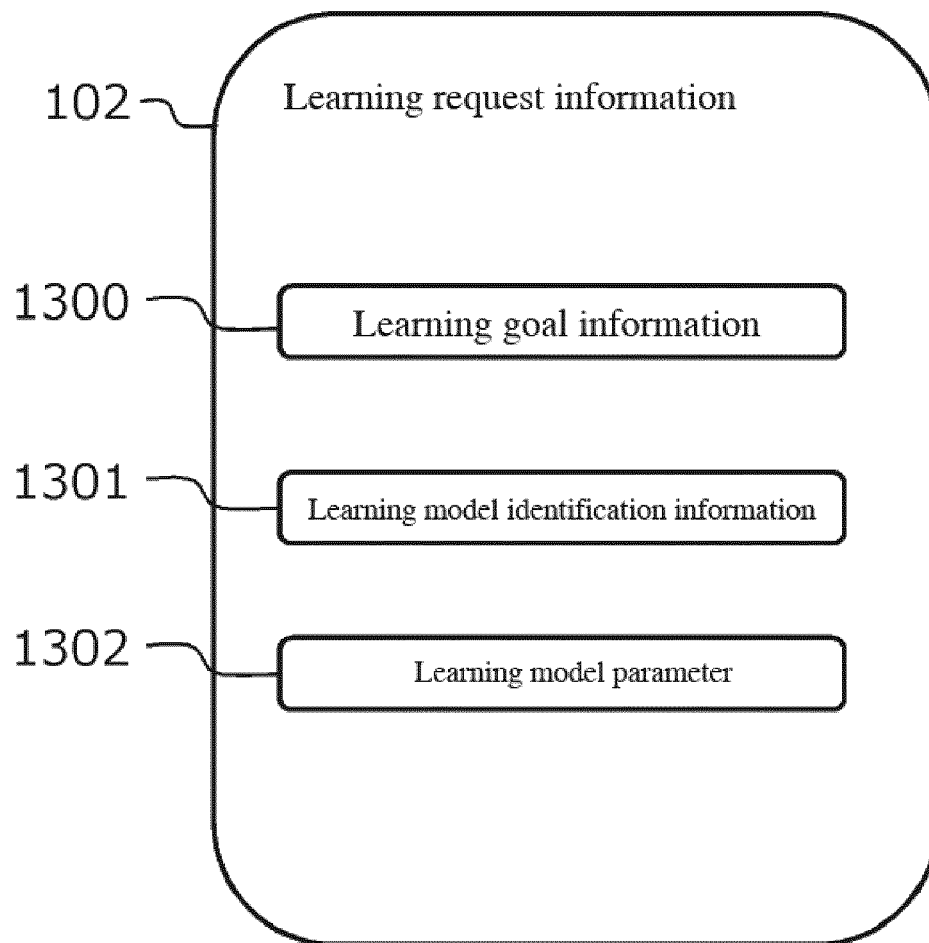 102
Learning request information
1300
Learning goal information
1301
Learning model identification information
1302
Learning model parameter